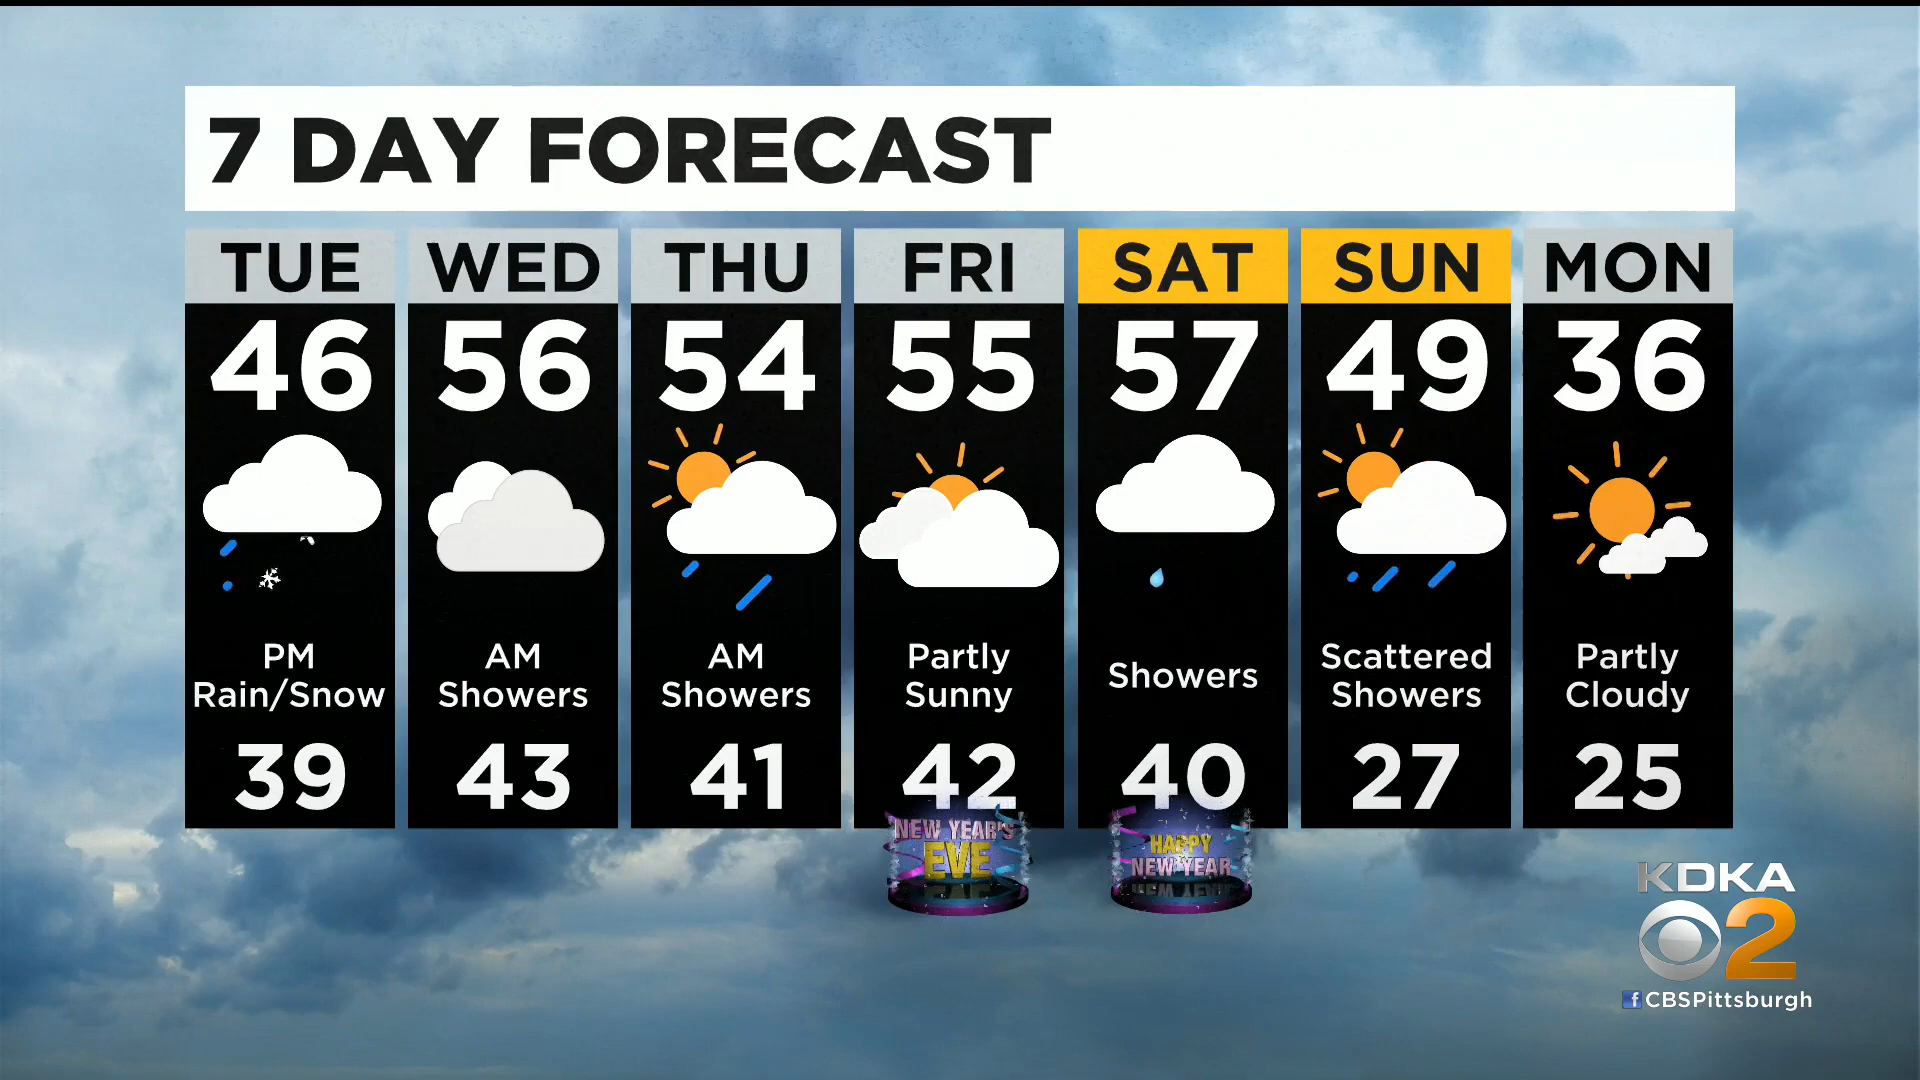 7 DAY FORECAST
TUE WED THU FRI SAT SUN MON
46 56 54 55 57 49 36
PM
Rain/Snow
AM
Showers
AM
Showers
Partly
Sunny
Showers
Scattered
Showers
Partly
Cloudy
39 43 41 42 40 27 25
NEW YEAR'S
EVE
HAPPY
NEW YEAR
KDKA
2
f CBSPittsburgh